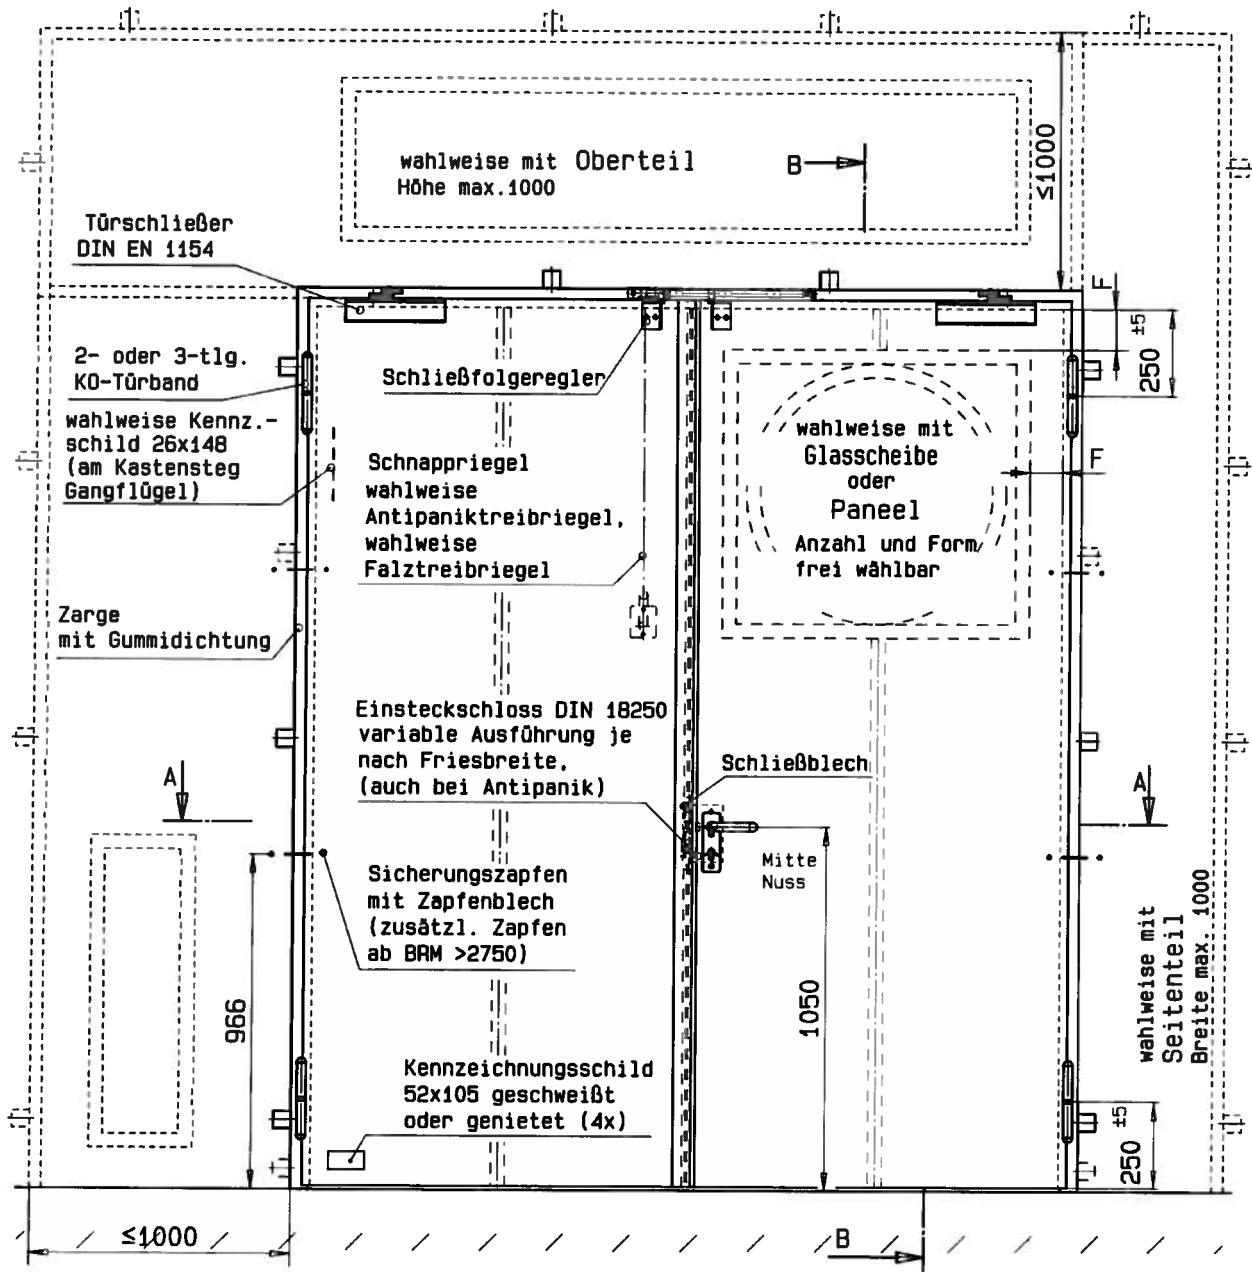 wahlweise mit Oberteil
Höhe max.1000
B
≤1000
Türschließer
DIN EN 1154
F
250 ±5
2- oder 3-tlg.
KO-Türband
Schließfolgeregler
wahlweise Kennz.-
schild 26x148
(am Kastensteg
Gangflügel)
wahlweise mit
Glasscheibe
oder
Paneel
Anzahl und Form
frei wählbar
F
Schnappriegel
wahlweise
Antipaniktreibriegel,
wahlweise
Falztreibriegel
Zarge
mit Gummidichtung
Einsteckschloss DIN 18250
variable Ausführung je
nach Friesbreite.
(auch bei Antipanik)
Schließblech
A
A
Mitte
Nuss
Sicherungszapfen
mit Zapfenblech
(zusätzl. Zapfen
ab BRM >2750)
966
1050
wahlweise mit
Seitenteil
Breite max. 1000
Kennzeichnungsschild
52x105 geschweißt
oder genietet (4x)
250 ±5
≤1000
B